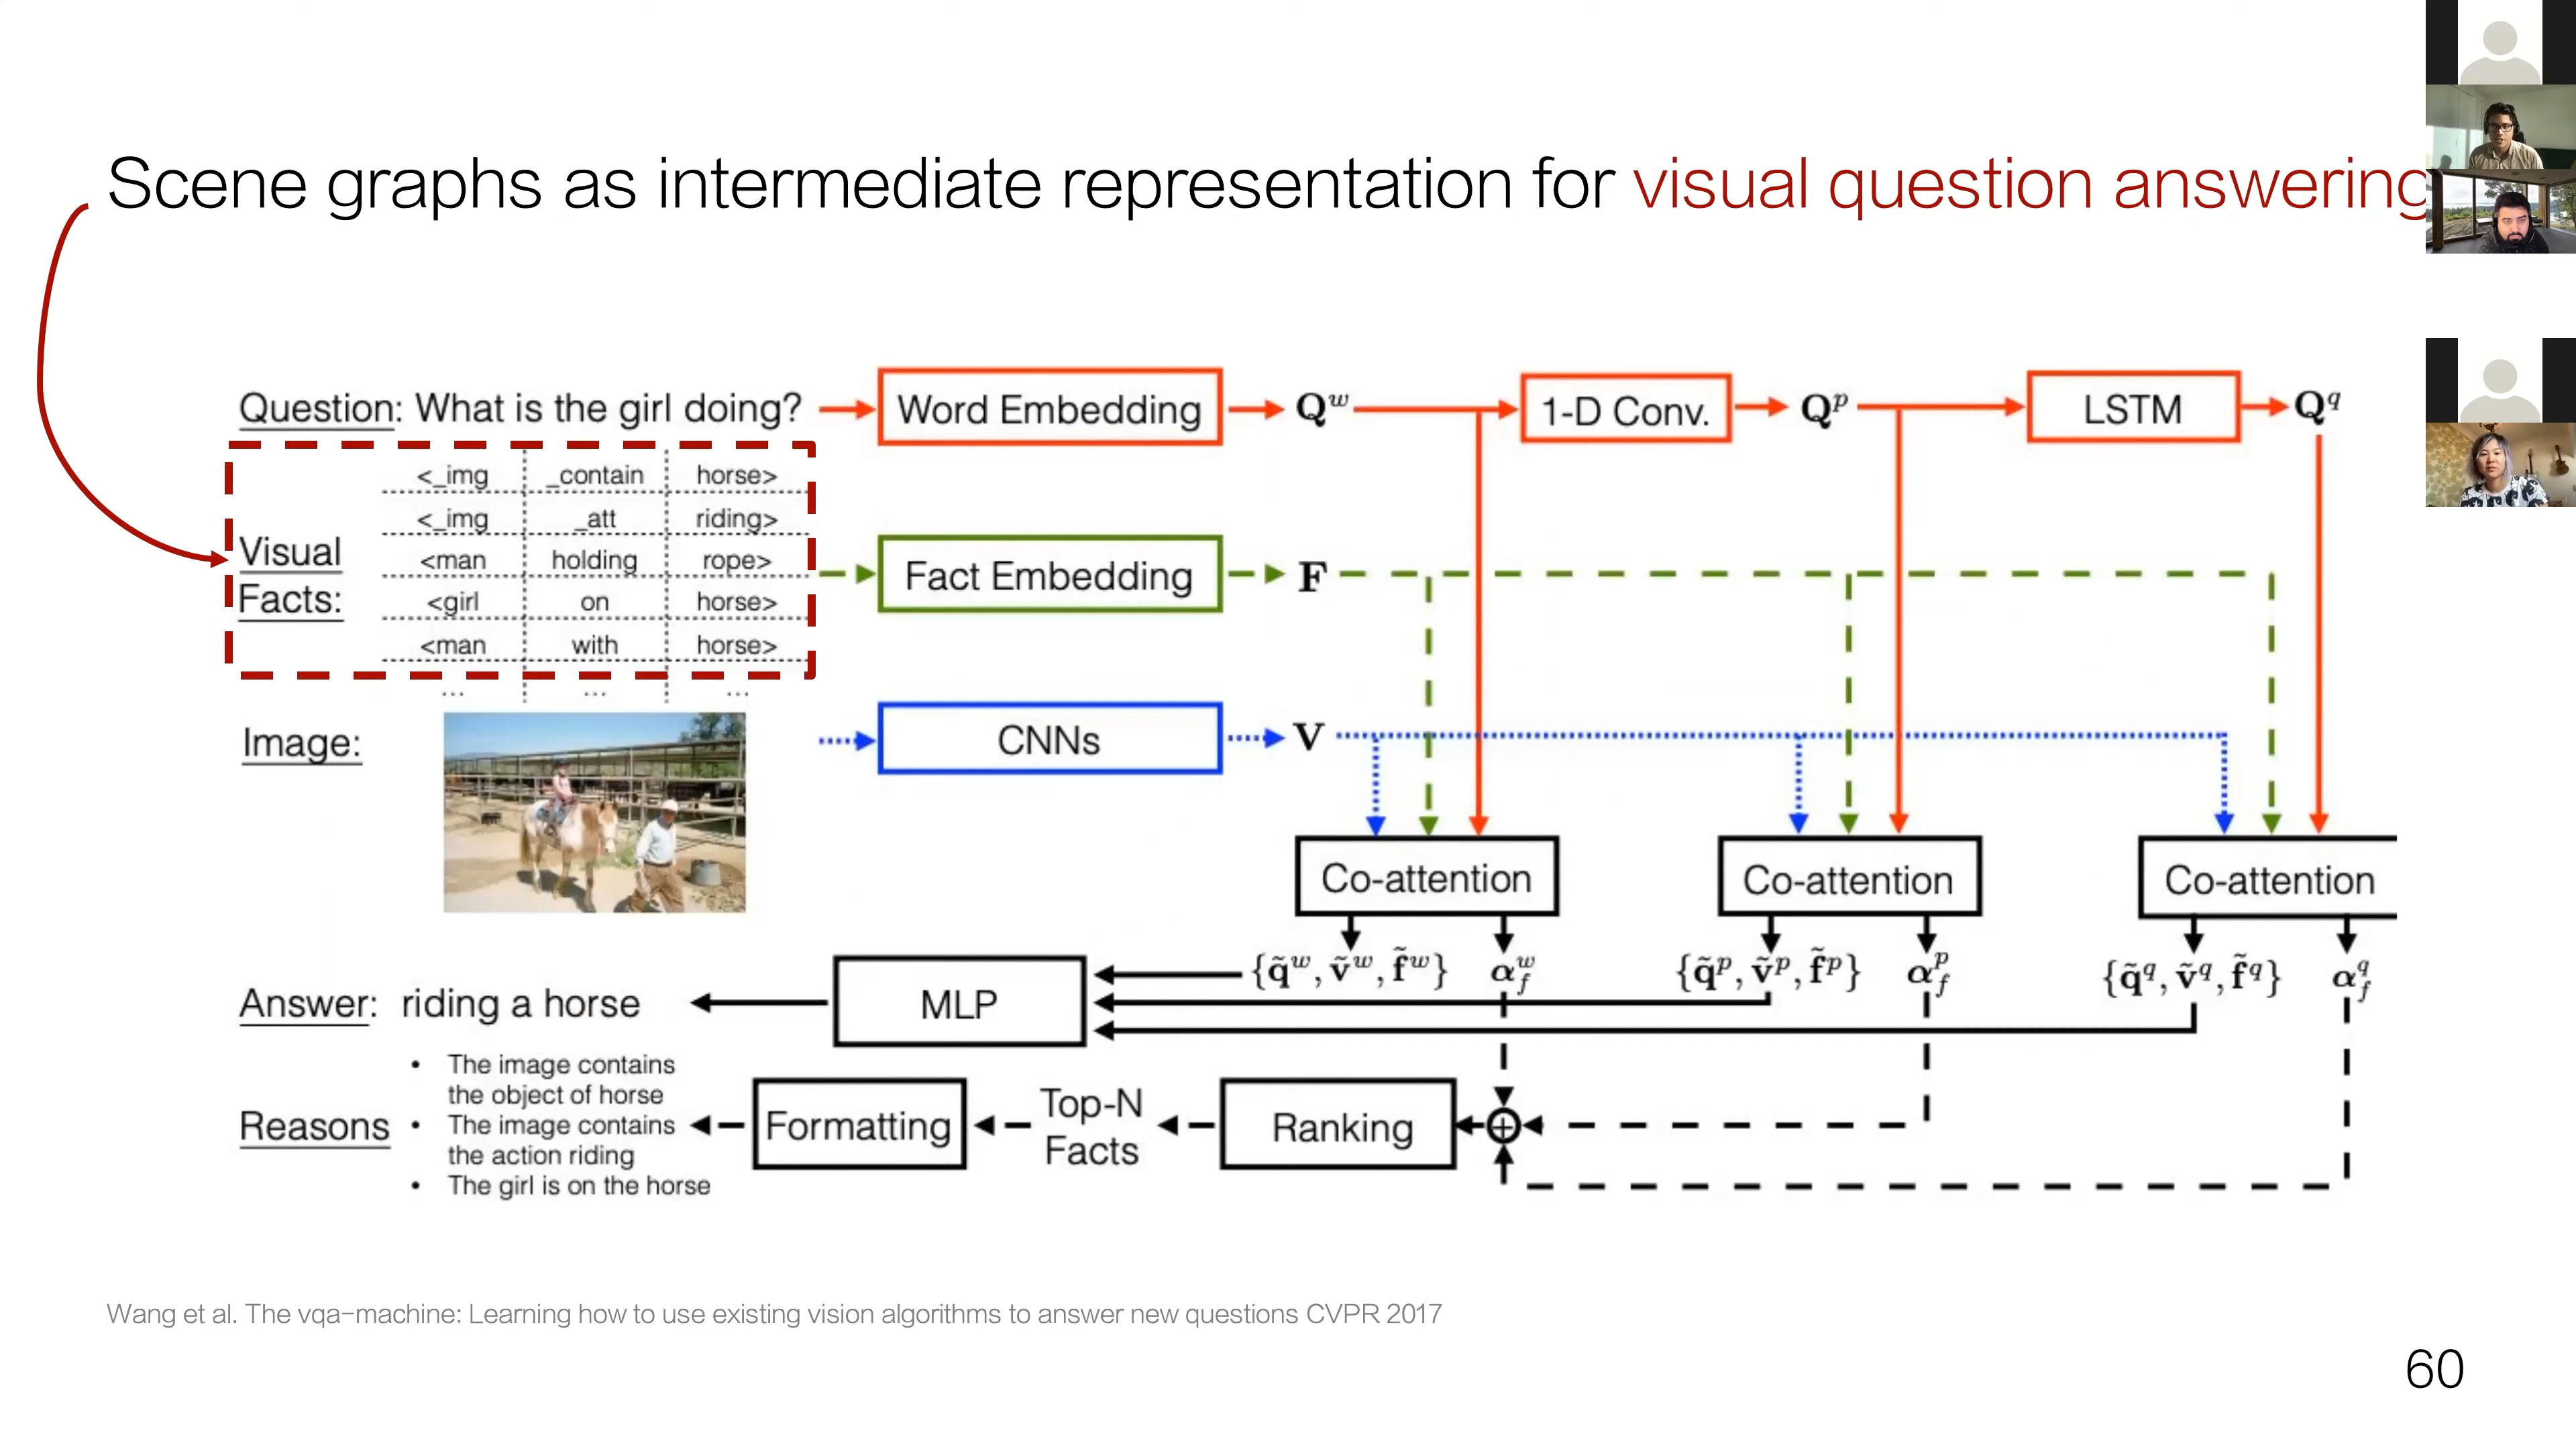 Scene graphs as intermediate representation for visual question answering
Question: What is the girl doing?
Word Embedding
Q^w
1-D Conv.
Q^p
LSTM
Q^q
Visual Facts:
<_img _contain horse>
<_img _att riding>
<man holding rope>
<girl on horse>
<man with horse>
... ... ...
Fact Embedding
F
Image:
CNNs
V
Co-attention
Co-attention
Co-attention
{q̃^w, ṽ^w, f̃^w} α_f^w
{q̃^p, ṽ^p, f̃^p} α_f^p
{q̃^q, ṽ^q, f̃^q} α_f^q
Answer: riding a horse
MLP
Reasons
• The image contains
the object of horse
• The image contains
the action riding
• The girl is on the horse
Formatting
Top-N
Facts
Ranking
Wang et al. The vqa-machine: Learning how to use existing vision algorithms to answer new questions CVPR 2017
60